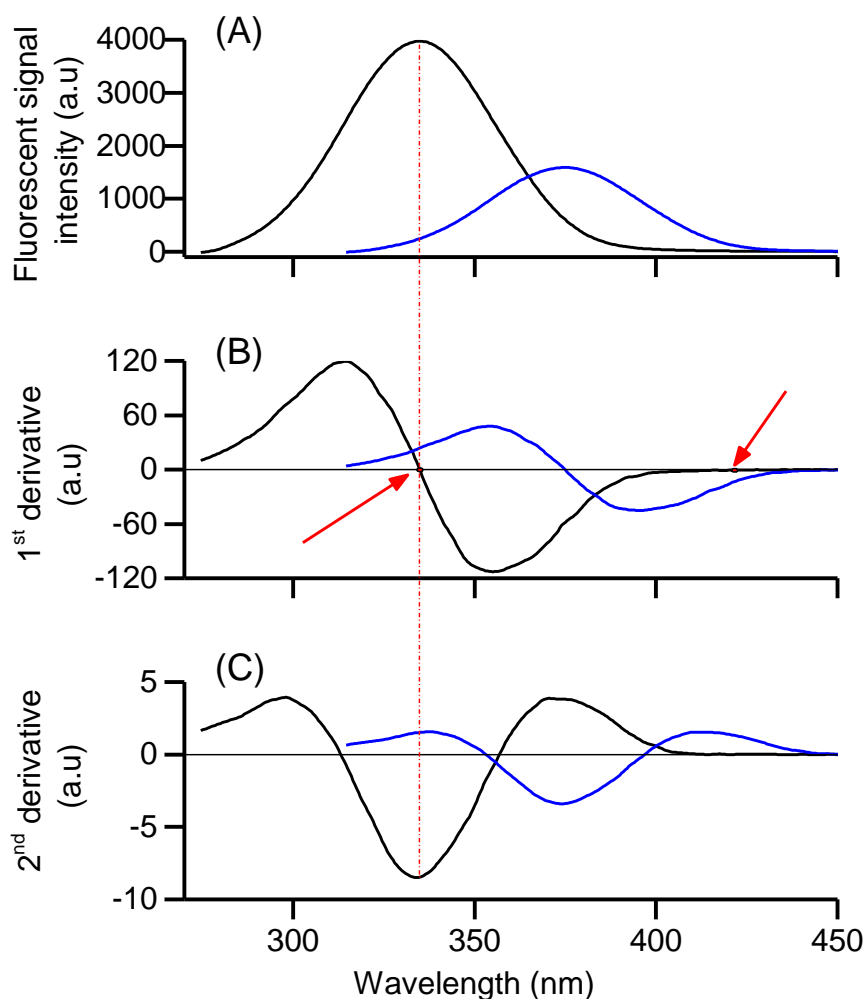 (A)
Fluorescent signal
intensity (a.u)
4000
3000
2000
1000
0
(B)
1st derivative
(a.u)
120
60
0
-60
-120
(C)
2nd derivative
(a.u)
5
0
-5
-10
300 350 400 450
Wavelength (nm)